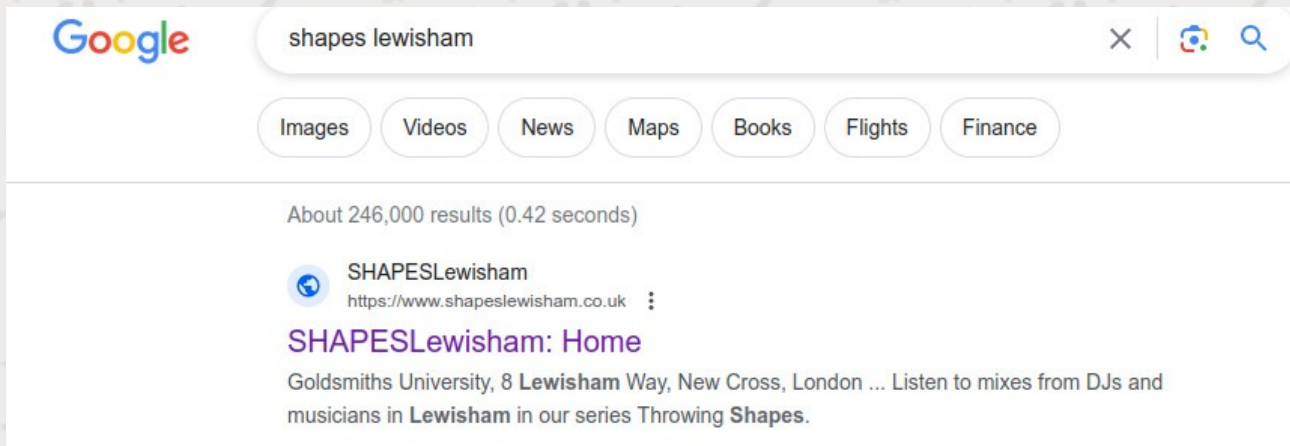 Google
shapes lewisham
Images Videos News Maps Books Flights Finance
About 246,000 results (0.42 seconds)
SHAPESLewisham
https://www.shapeslewisham.co.uk
SHAPESLewisham: Home
Goldsmiths University, 8 Lewisham Way, New Cross, London ... Listen to mixes from DJs and
musicians in Lewisham in our series Throwing Shapes.